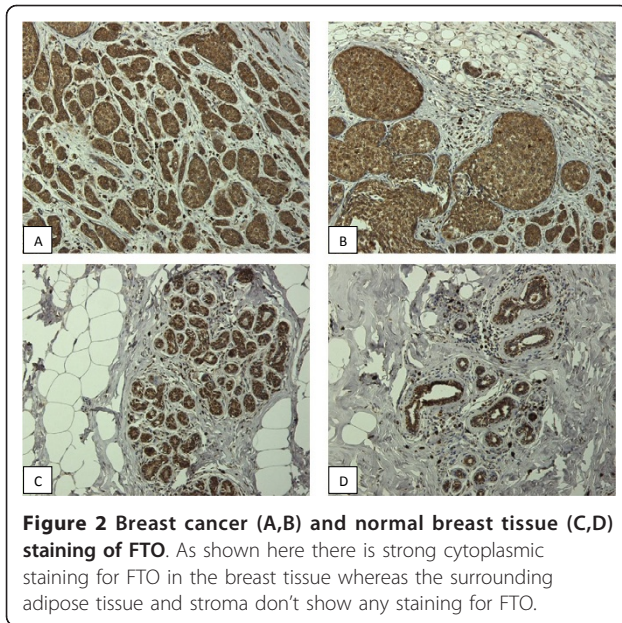 A
B
C
D
Figure 2 Breast cancer (A,B) and normal breast tissue (C,D)
staining of FTO. As shown here there is strong cytoplasmic
staining for FTO in the breast tissue whereas the surrounding
adipose tissue and stroma don't show any staining for FTO.